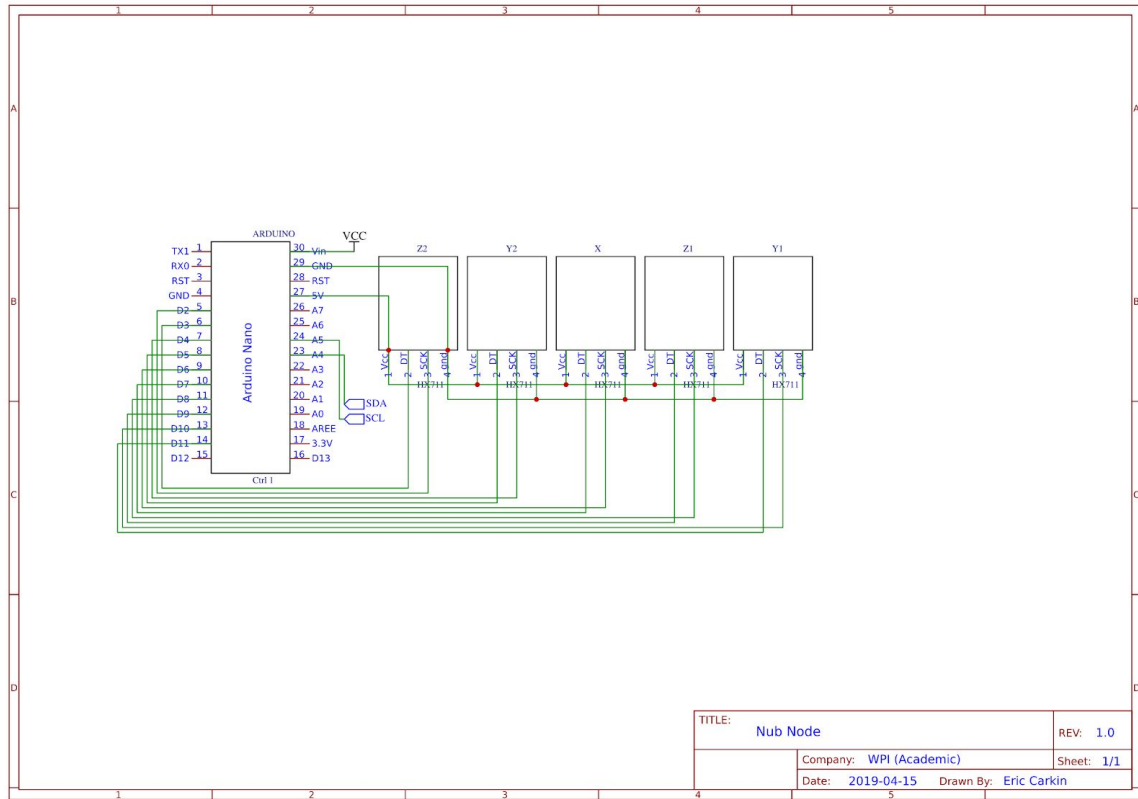 1 2 3 4 5
A A
ARDUINO
VCC
TX1 1 30 Vin
RX0 2 29 GND
RST 3 28 RST
GND 4 27 5V
D2 5 26 A7
D3 6 25 A6
D4 7 24 A5
D5 8 23 A4
D6 9 22 A3
D7 10 21 A2
D8 11 20 A1
D9 12 19 A0
D10 13 18 AREE
D11 14 17 3.3V
D12 15 16 D13
Arduino Nano
Ctrl 1
SDA
SCL
Z2 Y2 X Z1 Y1
B B
Vcc DT SCK gnd Vcc DT SCK gnd Vcc DT SCK gnd Vcc DT SCK gnd Vcc DT SCK gnd
1 2 3 4 1 2 3 4 1 2 3 4 1 2 3 4 1 2 3 4
HX711 HX711 HX711 HX711 HX711
C C
D D
TITLE:
Nub Node
REV: 1.0
Company: WPI (Academic)
Sheet: 1/1
Date: 2019-04-15 Drawn By: Eric Carkin
1 2 3 4 5